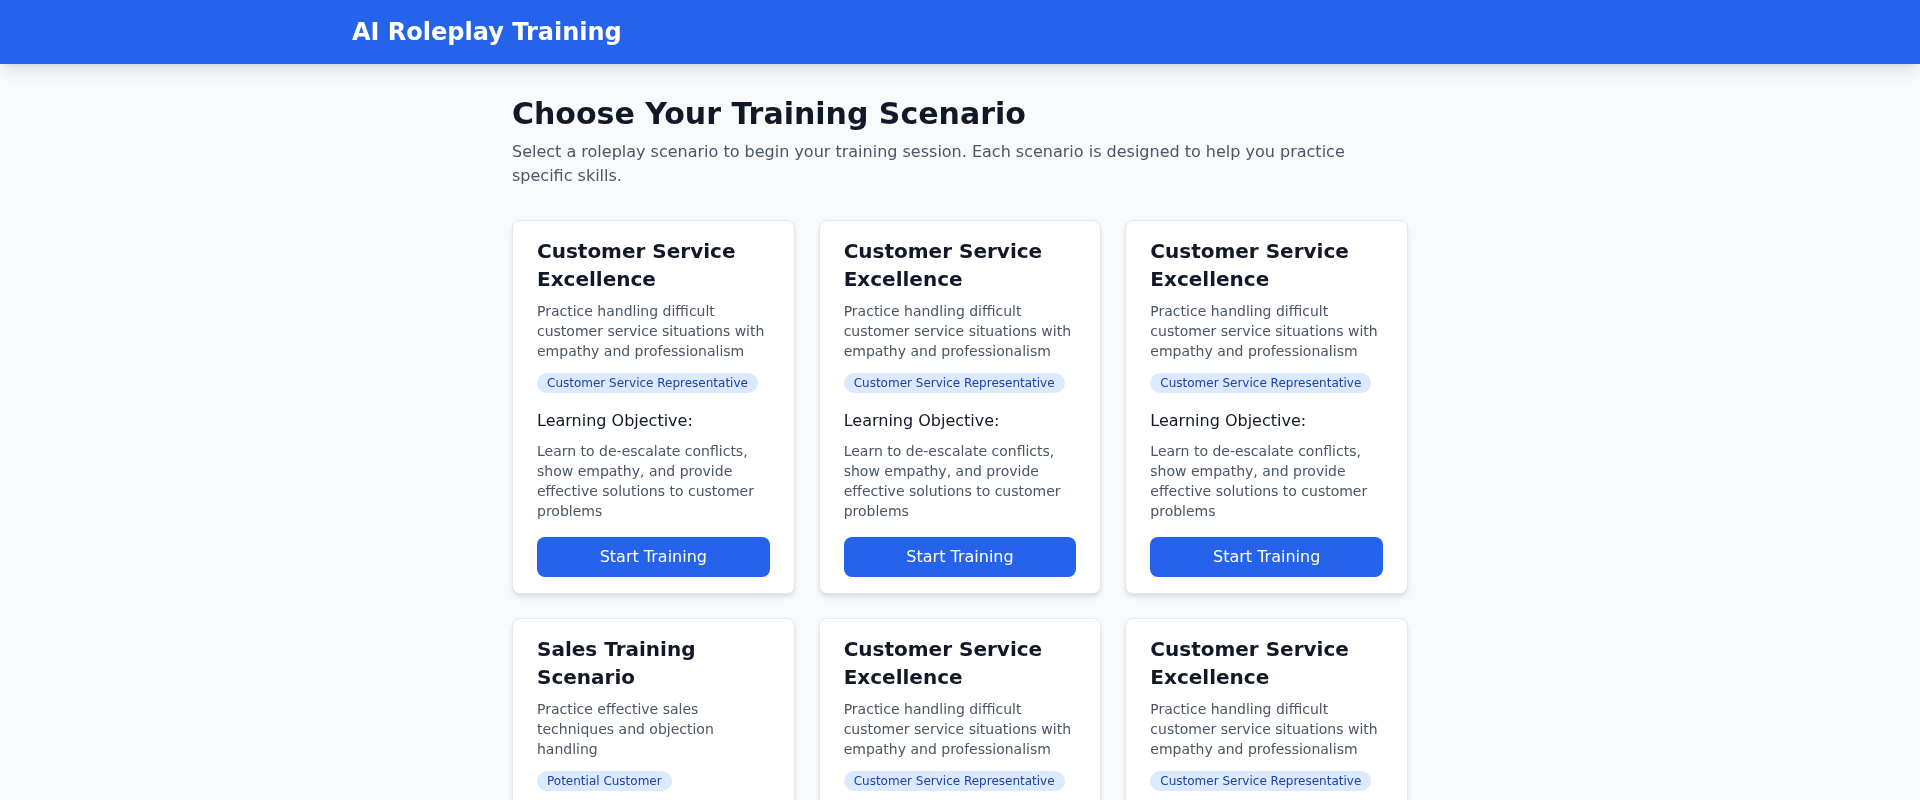 AI Roleplay Training
Choose Your Training Scenario
Select a roleplay scenario to begin your training session. Each scenario is designed to help you practice
specific skills.
Customer Service
Excellence
Practice handling difficult
customer service situations with
empathy and professionalism
Customer Service Representative
Learning Objective:
Learn to de-escalate conflicts,
show empathy, and provide
effective solutions to customer
problems
Start Training
Customer Service
Excellence
Practice handling difficult
customer service situations with
empathy and professionalism
Customer Service Representative
Learning Objective:
Learn to de-escalate conflicts,
show empathy, and provide
effective solutions to customer
problems
Start Training
Customer Service
Excellence
Practice handling difficult
customer service situations with
empathy and professionalism
Customer Service Representative
Learning Objective:
Learn to de-escalate conflicts,
show empathy, and provide
effective solutions to customer
problems
Start Training
Sales Training
Scenario
Practice effective sales
techniques and objection
handling
Potential Customer
Customer Service
Excellence
Practice handling difficult
customer service situations with
empathy and professionalism
Customer Service Representative
Customer Service
Excellence
Practice handling difficult
customer service situations with
empathy and professionalism
Customer Service Representative